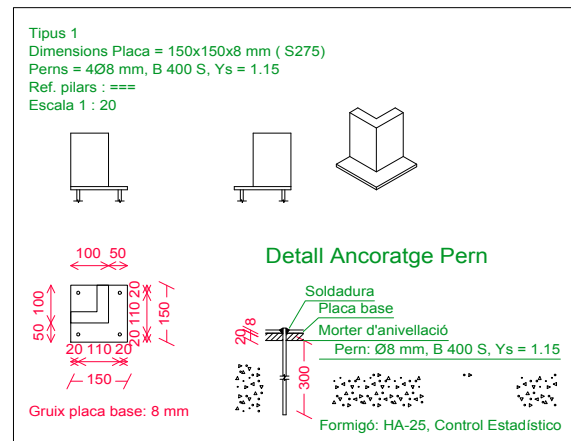 Tipus 1
Dimensions Placa = 150x150x8 mm ( S275)
Perns = 4Ø8 mm, B 400 S, Ys = 1.15
Ref. pilars : ===
Escala 1 : 20
100 50
100
50
20
110
20
150
20 110 20
150
Gruix placa base: 8 mm
Detall Ancoratge Pern
Soldadura
Placa base
Morter d'anivellació
Pern: Ø8 mm, B 400 S, Ys = 1.15
20
8
300
Formigó: HA-25, Control Estadístico